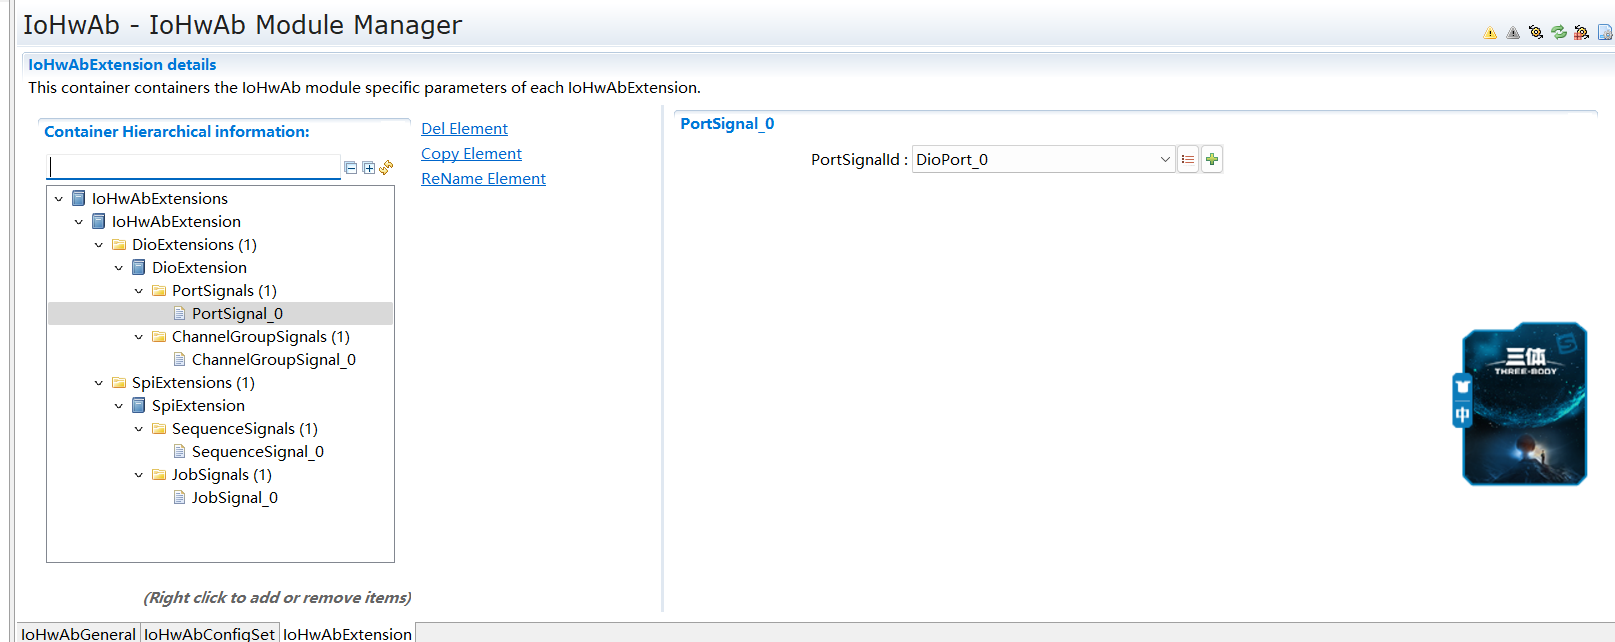 IoHwAb - IoHwAb Module Manager
IoHwAbExtension details
This container containers the IoHwAb module specific parameters of each IoHwAbExtension.
Container Hierarchical information:
Del Element
Copy Element
ReName Element
IoHwAbExtensions
IoHwAbExtension
DioExtensions (1)
DioExtension
PortSignals (1)
PortSignal_0
ChannelGroupSignals (1)
ChannelGroupSignal_0
SpiExtensions (1)
SpiExtension
SequenceSignals (1)
SequenceSignal_0
JobSignals (1)
JobSignal_0
(Right click to add or remove items)
PortSignal_0
PortSignalId : DioPort_0
三体
THREE-BODY
中
IoHwAbGeneral IoHwAbConfigSet IoHwAbExtension